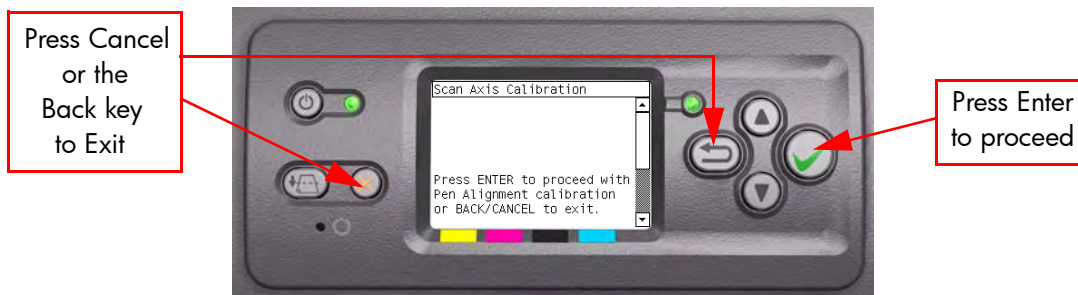 Press Cancel
or the
Back key
to Exit
Scan Axis Calibration
Press ENTER to proceed with
Pen Alignment calibration
or BACK/CANCEL to exit.
Press Enter
to proceed